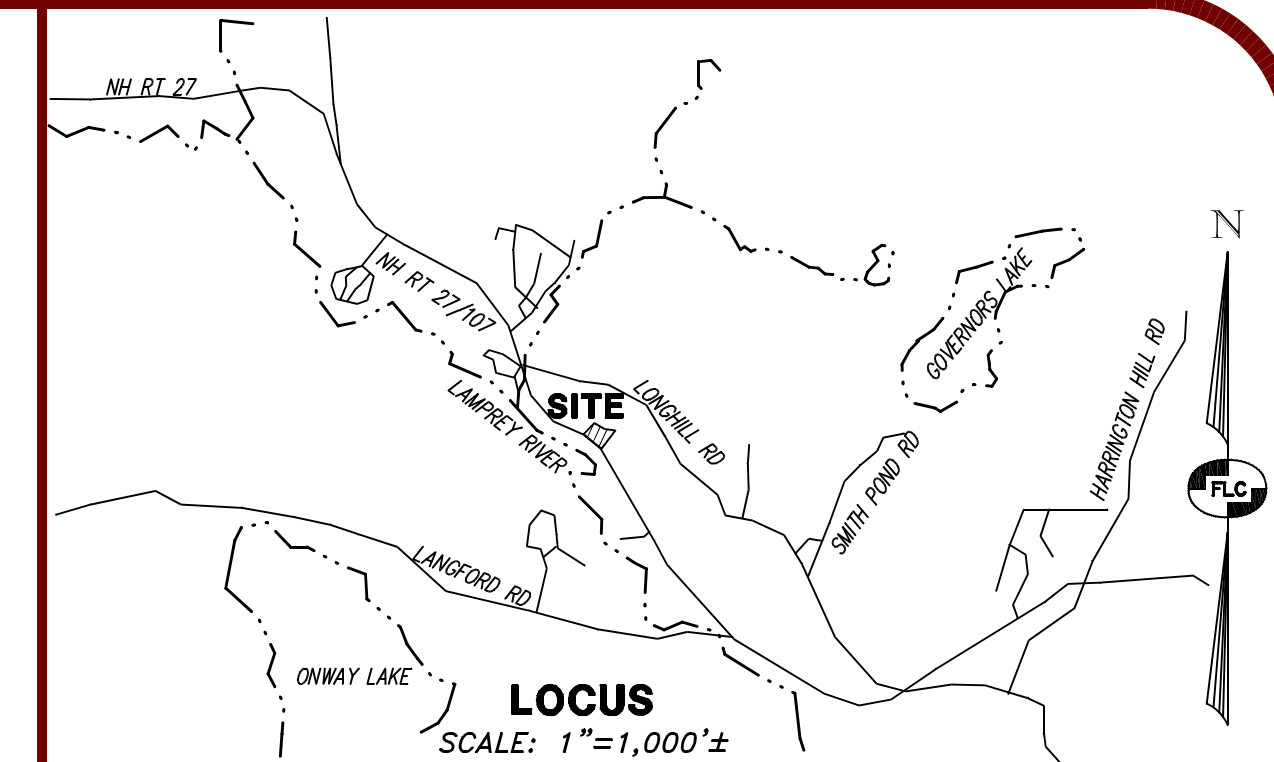 NH RT 27
N
GOVERNORS LAKE
NH RT 27/107
HARRINGTON HILL RD
LONGHILL RD
SITE
LAMPREY RIVER
SMITH POND RD
FLC
LANGFORD RD
ONWAY LAKE
LOCUS
SCALE: 1"=1,000'±